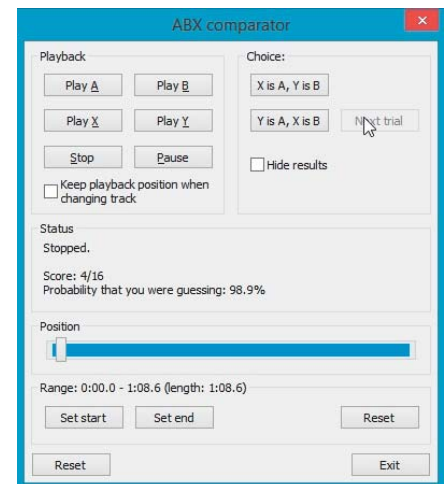 ABX comparator
Playback
Play A
Play B
Play X
Play Y
Stop
Pause
Keep playback position when
changing track
Choice:
X is A, Y is B
Y is A, X is B
Next trial
Hide results
Status
Stopped.
Score: 4/16
Probability that you were guessing: 98.9%
Position
Range: 0:00.0 - 1:08.6 (length: 1:08.6)
Set start
Set end
Reset
Reset
Exit